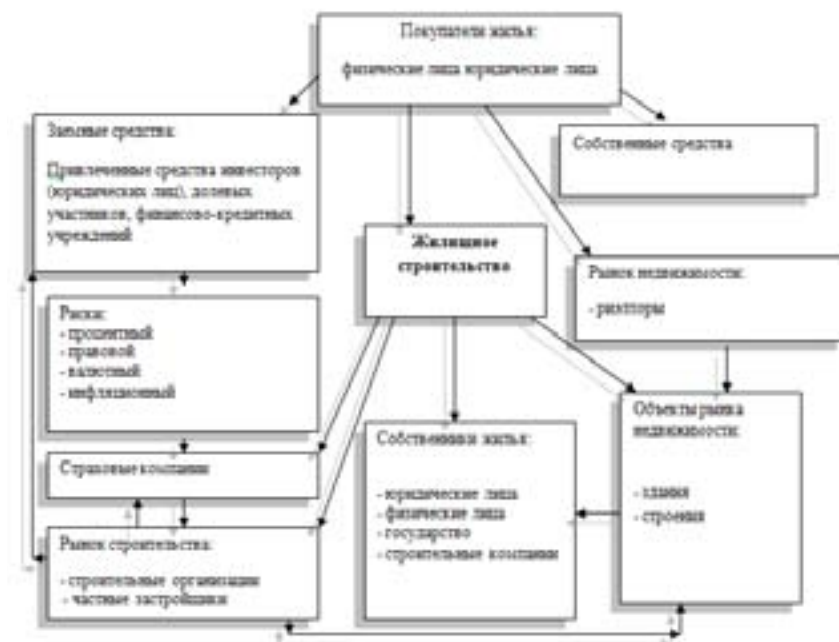 Покупатели жилья:
физические лица юридические лица
Заемные средства:
Привлеченные средства инвесторов
(юридических лиц), долевых
участников, финансово-кредитных
учреждений
Собственные средства
Жилищное
строительство
Рынок недвижимости:
- риэлторы
Риски:
- процентный
- правовой
- валютный
- инфляционный
Страховые компании
Рынок строительства:
- строительные организации
- частные застройщики
Собственники жилья:
- юридические лица
- физические лица
- государство
- строительные компании
Объекты рынка
недвижимости:
- здания
- строения